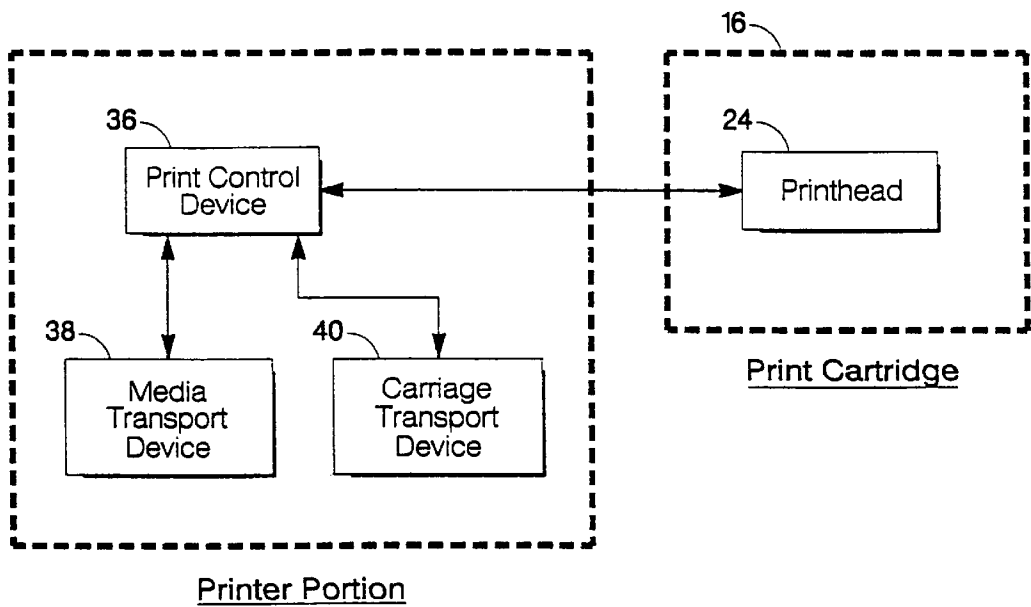 16
36
Print Control
Device
24
Printhead
38
Media
Transport
Device
40
Carriage
Transport
Device
Print Cartridge
Printer Portion